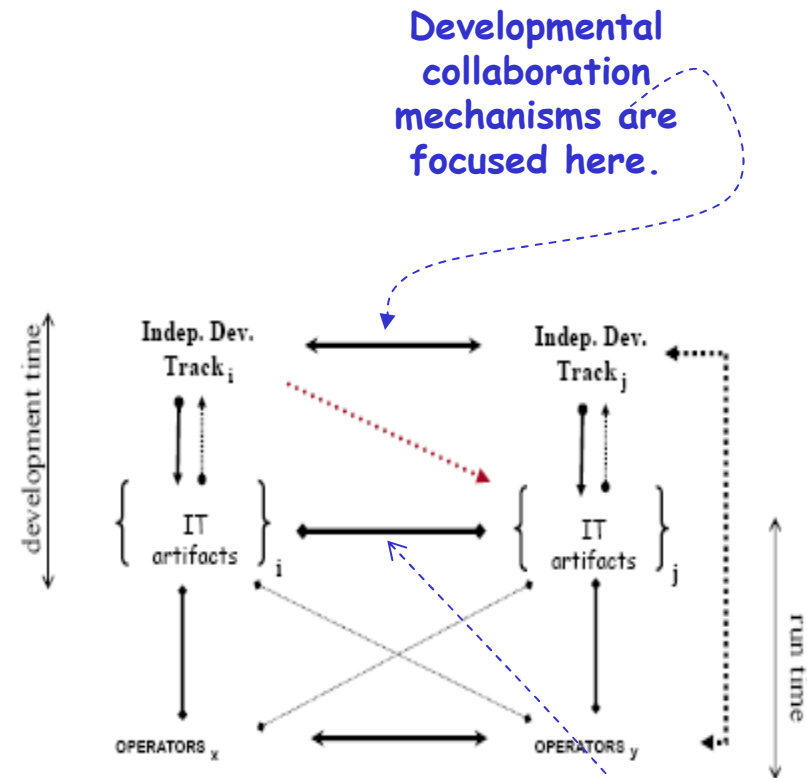 Developmental
collaboration
mechanisms are
focused here.
development time
Indep. Dev.
Track i
Indep. Dev.
Track j
{ IT
artifacts } i
{ IT
artifacts } j
run time
OPERATORS x
OPERATORS y